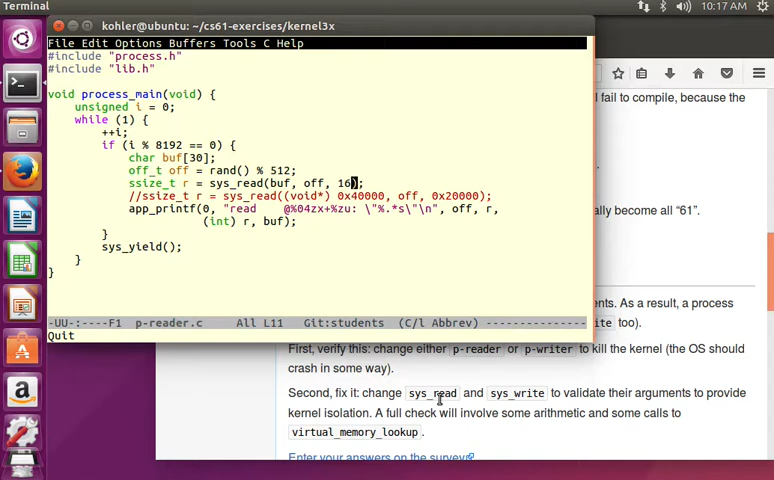 Terminal
10:17 AM
kohler@ubuntu: ~/cs61-exercises/kernel3x
File Edit Options Buffers Tools C Help
#include "process.h"
#include "lib.h"
void process_main(void) {
unsigned i = 0;
while (1) {
++i;
if (i % 8192 == 0) {
char buf[30];
off_t off = rand() % 512;
ssize_t r = sys_read(buf, off, 16);
//ssize_t r = sys_read((void*) 0x40000, off, 0x20000);
app_printf(0, "read    @%04zx+%zu: \"%.*s\"\n", off, r,
(int) r, buf);
}
sys_yield();
}
}
-UU-:----F1  p-reader.c     All L11    Git:students  (C/l Abbrev) ---------------
Quit
l fail to compile, because the
ally become all “61”.
ents. As a result, a process
ite too).
First, verify this: change either p-reader or p-writer to kill the kernel (the OS should
crash in some way).
Second, fix it: change sys_read and sys_write to validate their arguments to provide
kernel isolation. A full check will involve some arithmetic and some calls to
virtual_memory_lookup.
Enter your answers on the survey